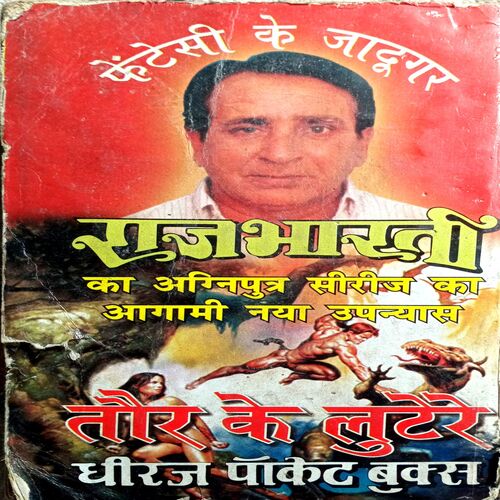 फेंटेसी के जादूगर
राजभारती
का अग्निपुत्र सीरीज का
आगामी नया उपन्यास
तौर के लुटेरे
धीरज पॉकेट बुक्स